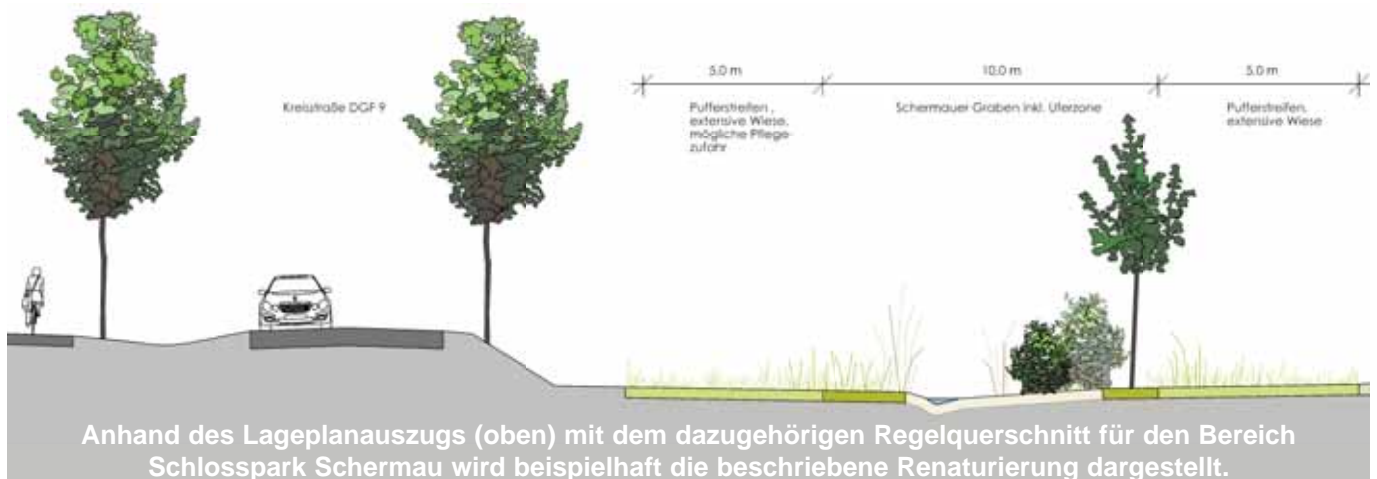 5.0 m
10.0 m
5.0 m
Kreisstraße DGF 9
Pufferstreifen ,
extensive Wiese,
mögliche Pflege-
zufahr
Schermauer Graben inkl. Uferzone
Pufferstreifen,
extensive Wiese
Anhand des Lageplanauszugs (oben) mit dem dazugehörigen Regelquerschnitt für den Bereich
Schlosspark Schermau wird beispielhaft die beschriebene Renaturierung dargestellt.